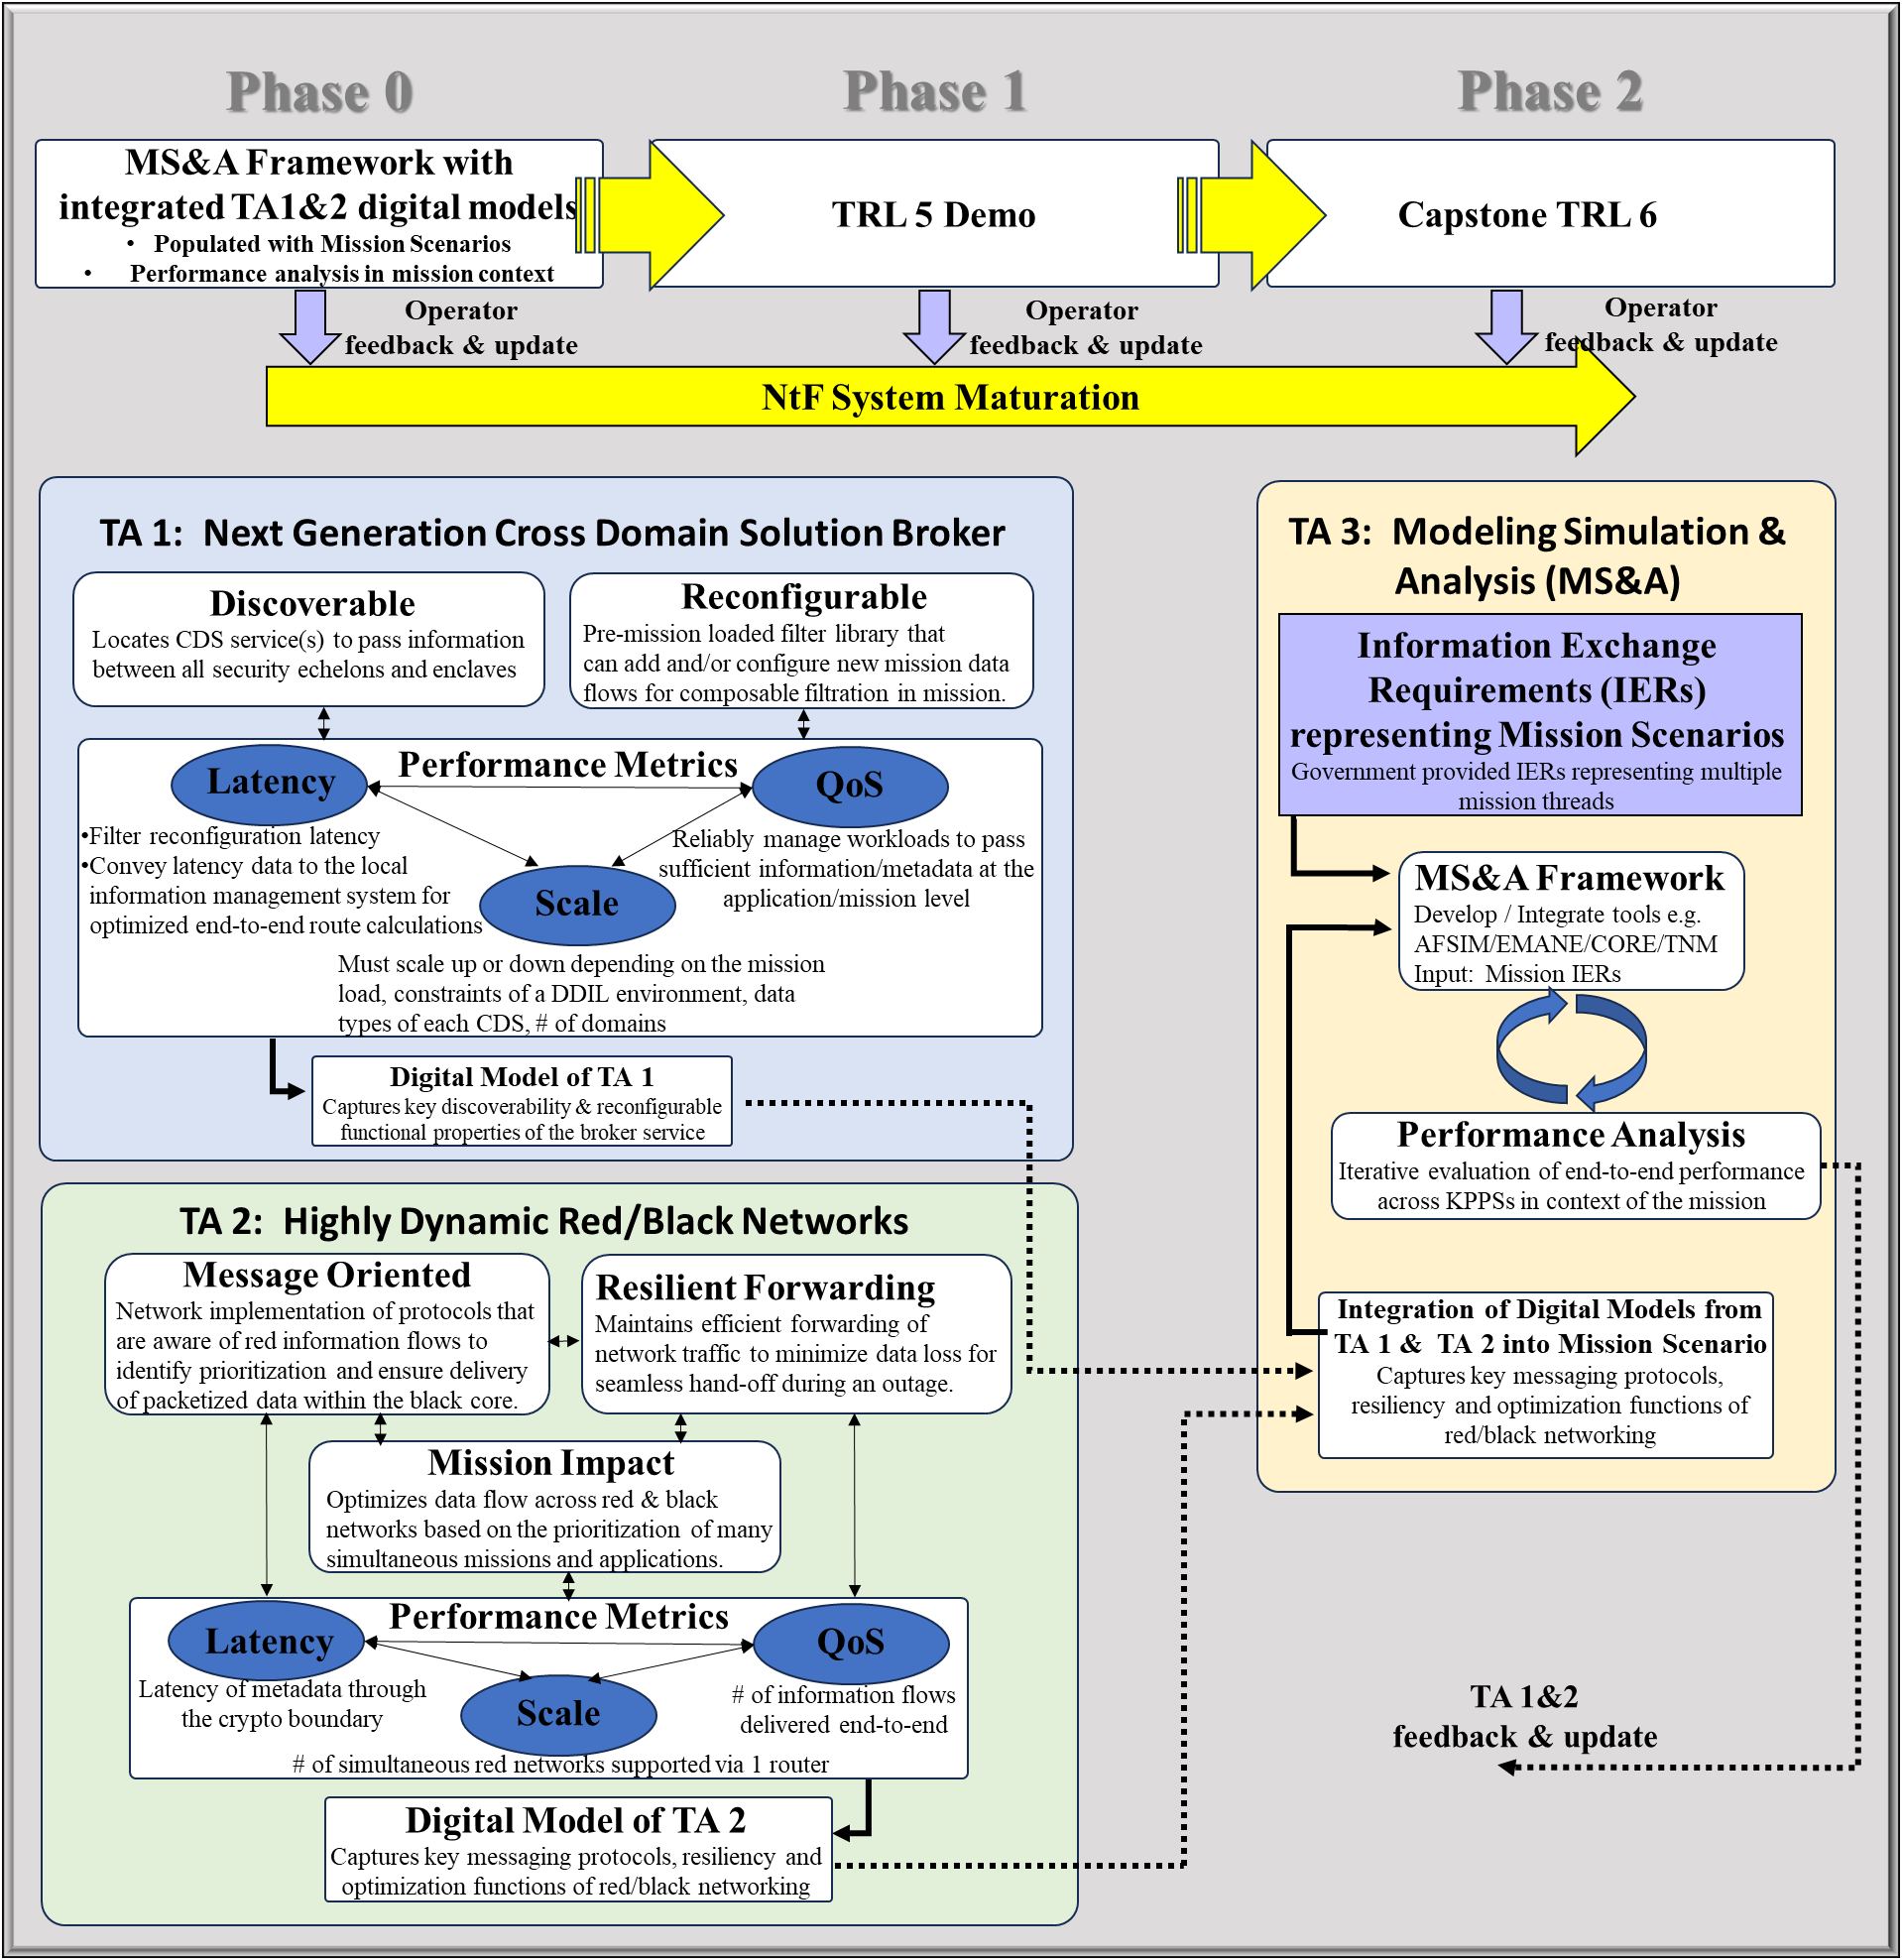 Phase 0
Phase 1
Phase 2
MS&A Framework with
integrated TA1&2 digital models
• Populated with Mission Scenarios
• Performance analysis in mission context
TRL 5 Demo
Capstone TRL 6
Operator
feedback & update
Operator
feedback & update
Operator
feedback & update
NtF System Maturation
TA 1: Next Generation Cross Domain Solution Broker
Discoverable
Locates CDS service(s) to pass information
between all security echelons and enclaves
Reconfigurable
Pre-mission loaded filter library that
can add and/or configure new mission data
flows for composable filtration in mission.
Performance Metrics
Latency
QoS
Scale
•Filter reconfiguration latency
•Convey latency data to the local
information management system for
optimized end-to-end route calculations
Reliably manage workloads to pass
sufficient information/metadata at the
application/mission level
Must scale up or down depending on the mission
load, constraints of a DDIL environment, data
types of each CDS, # of domains
Digital Model of TA 1
Captures key discoverability & reconfigurable
functional properties of the broker service
TA 2: Highly Dynamic Red/Black Networks
Message Oriented
Network implementation of protocols that
are aware of red information flows to
identify prioritization and ensure delivery
of packetized data within the black core.
Resilient Forwarding
Maintains efficient forwarding of
network traffic to minimize data loss for
seamless hand-off during an outage.
Mission Impact
Optimizes data flow across red & black
networks based on the prioritization of many
simultaneous missions and applications.
Performance Metrics
Latency
QoS
Scale
Latency of metadata through
the crypto boundary
# of information flows
delivered end-to-end
# of simultaneous red networks supported via 1 router
Digital Model of TA 2
Captures key messaging protocols, resiliency and
optimization functions of red/black networking
TA 3: Modeling Simulation &
Analysis (MS&A)
Information Exchange
Requirements (IERs)
representing Mission Scenarios
Government provided IERs representing multiple
mission threads
MS&A Framework
Develop / Integrate tools e.g.
AFSIM/EMANE/CORE/TNM
Input: Mission IERs
Performance Analysis
Iterative evaluation of end-to-end performance
across KPPSs in context of the mission
Integration of Digital Models from
TA 1 & TA 2 into Mission Scenario
Captures key messaging protocols,
resiliency and optimization functions of
red/black networking
TA 1&2
feedback & update